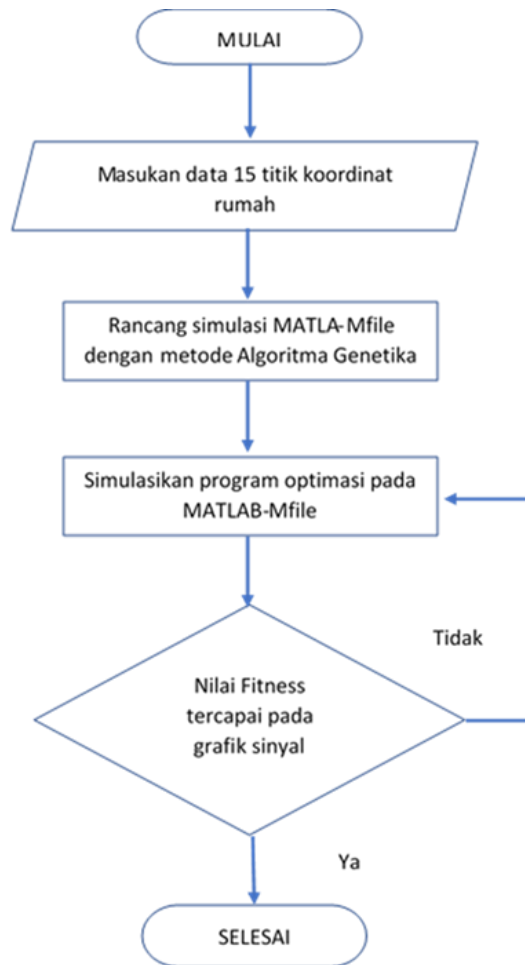 MULAI
Masukan data 15 titik koordinat
rumah
Rancang simulasi MATLA-Mfile
dengan metode Algoritma Genetika
Simulasikan program optimasi pada
MATLAB-Mfile
Tidak
Nilai Fitness
tercapai pada
grafik sinyal
Ya
SELESAI